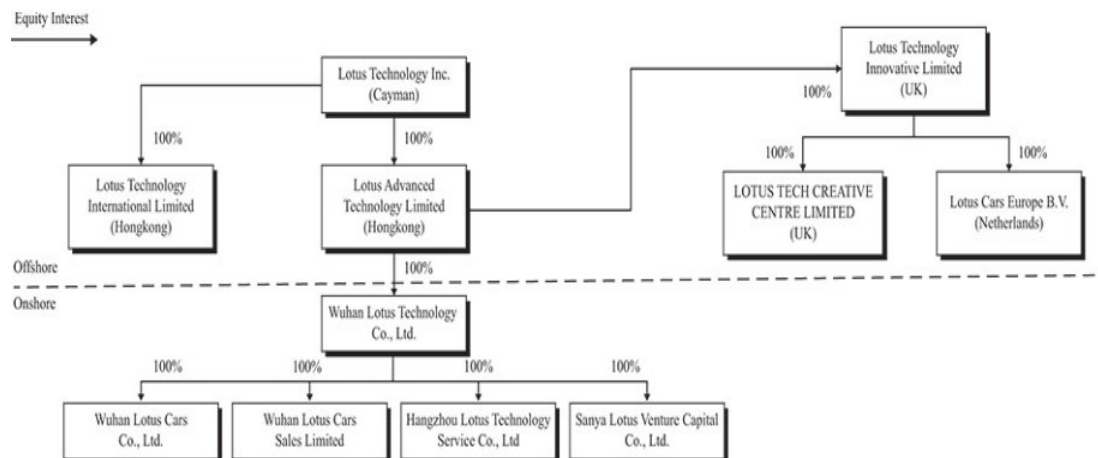 Equity Interest
Lotus Technology Inc.
(Cayman)
Lotus Technology
Innovative Limited
(UK)
100%
100%
100%
100%
100%
Lotus Technology
International Limited
(Hongkong)
Lotus Advanced
Technology Limited
(Hongkong)
LOTUS TECH CREATIVE
CENTRE LIMITED
(UK)
Lotus Cars Europe B.V.
(Netherlands)
Offshore
100%
Onshore
Wuhan Lotus Technology
Co., Ltd.
100%
100%
100%
100%
Wuhan Lotus Cars
Co., Ltd.
Wuhan Lotus Cars
Sales Limited
Hangzhou Lotus Technology
Service Co., Ltd
Sanya Lotus Venture Capital
Co., Ltd.